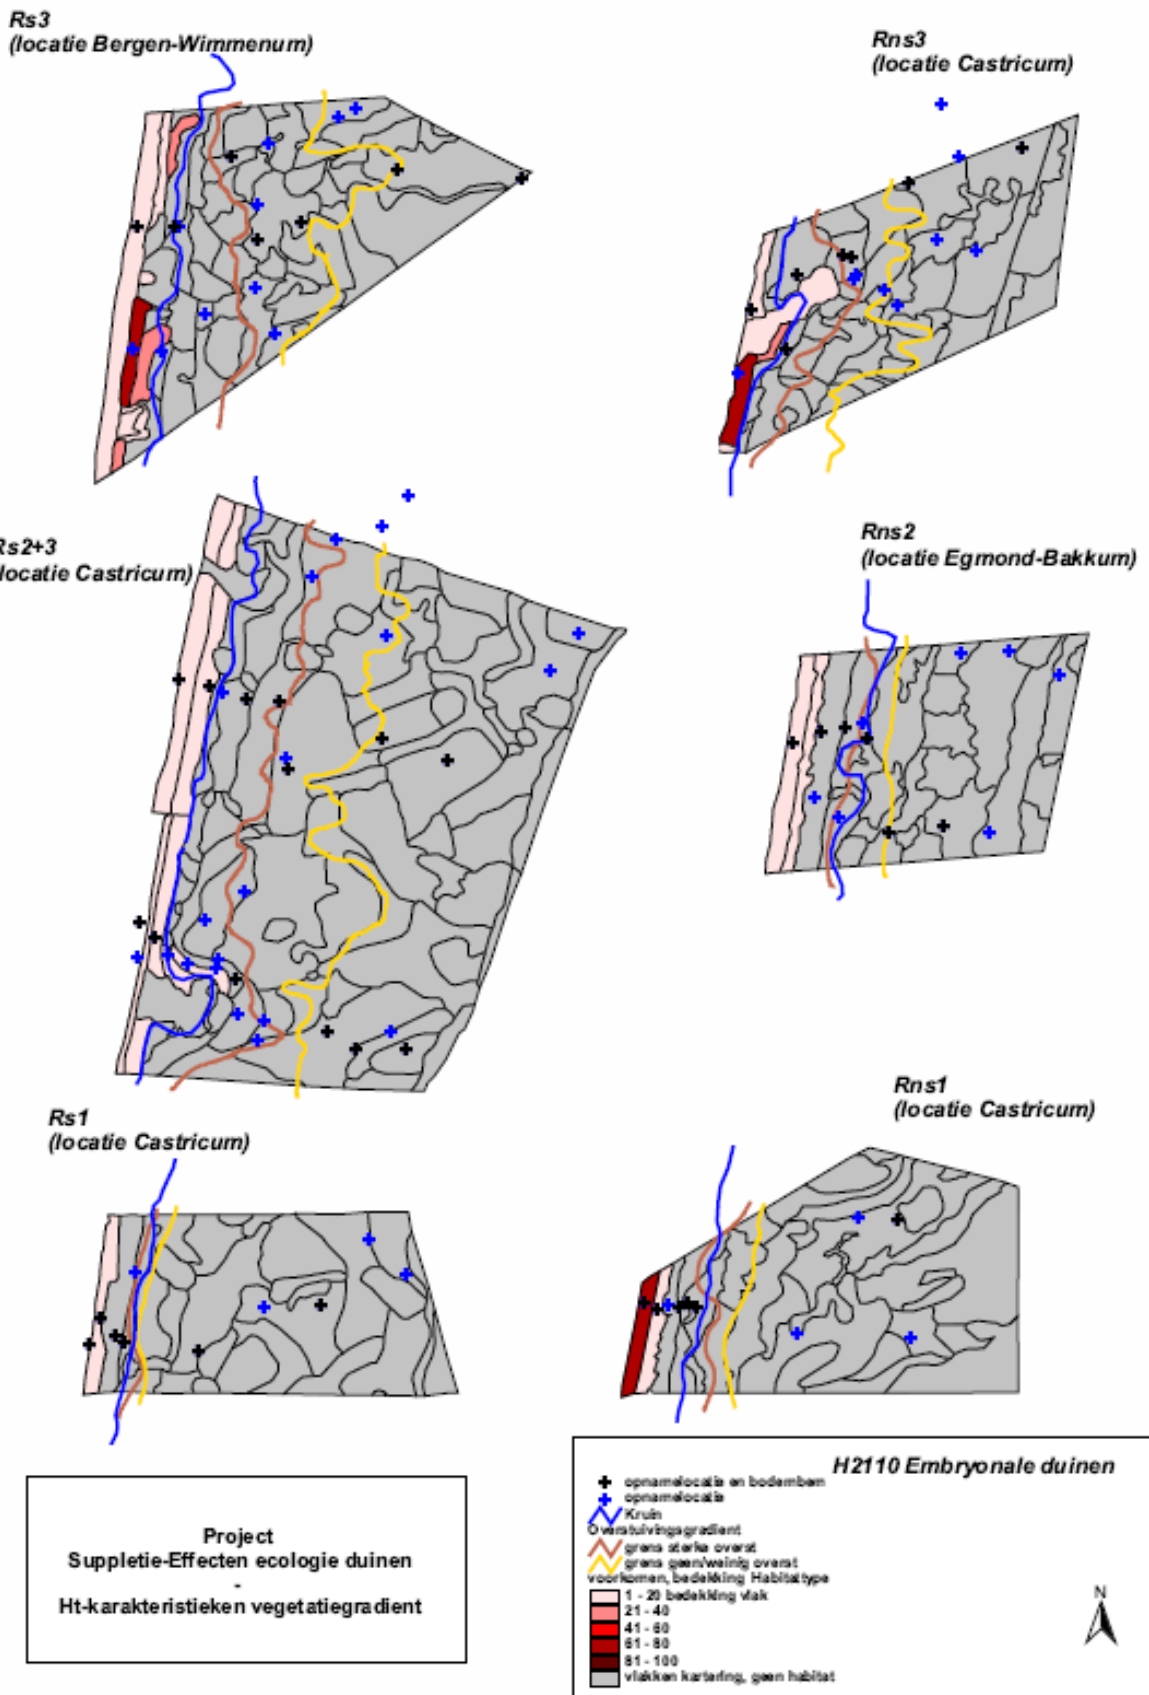 Rs3
(locatie Bergen-Wimmenum)
Rns3
(locatie Castricum)
Rs2+3
locatie Castricum)
Rns2
(locatie Egmond-Bakkum)
Rs1
(locatie Castricum)
Rns1
(locatie Castricum)
Project
Suppletie-Effecten ecologie duinen
-
Ht-karakteristieken vegetatiegradient
H2110 Embryonale duinen
opnamelocatie en bodembem
opnamelocatie
Kruin
Overstuivingsgradient
grens sterke overst
grens geen/weinig overst
voorkomen, bedekking Habitattype
1 - 20 bedekking vlak
21 - 40
41 - 60
61 - 80
81 - 100
vlakken kartering, geen habitat
N